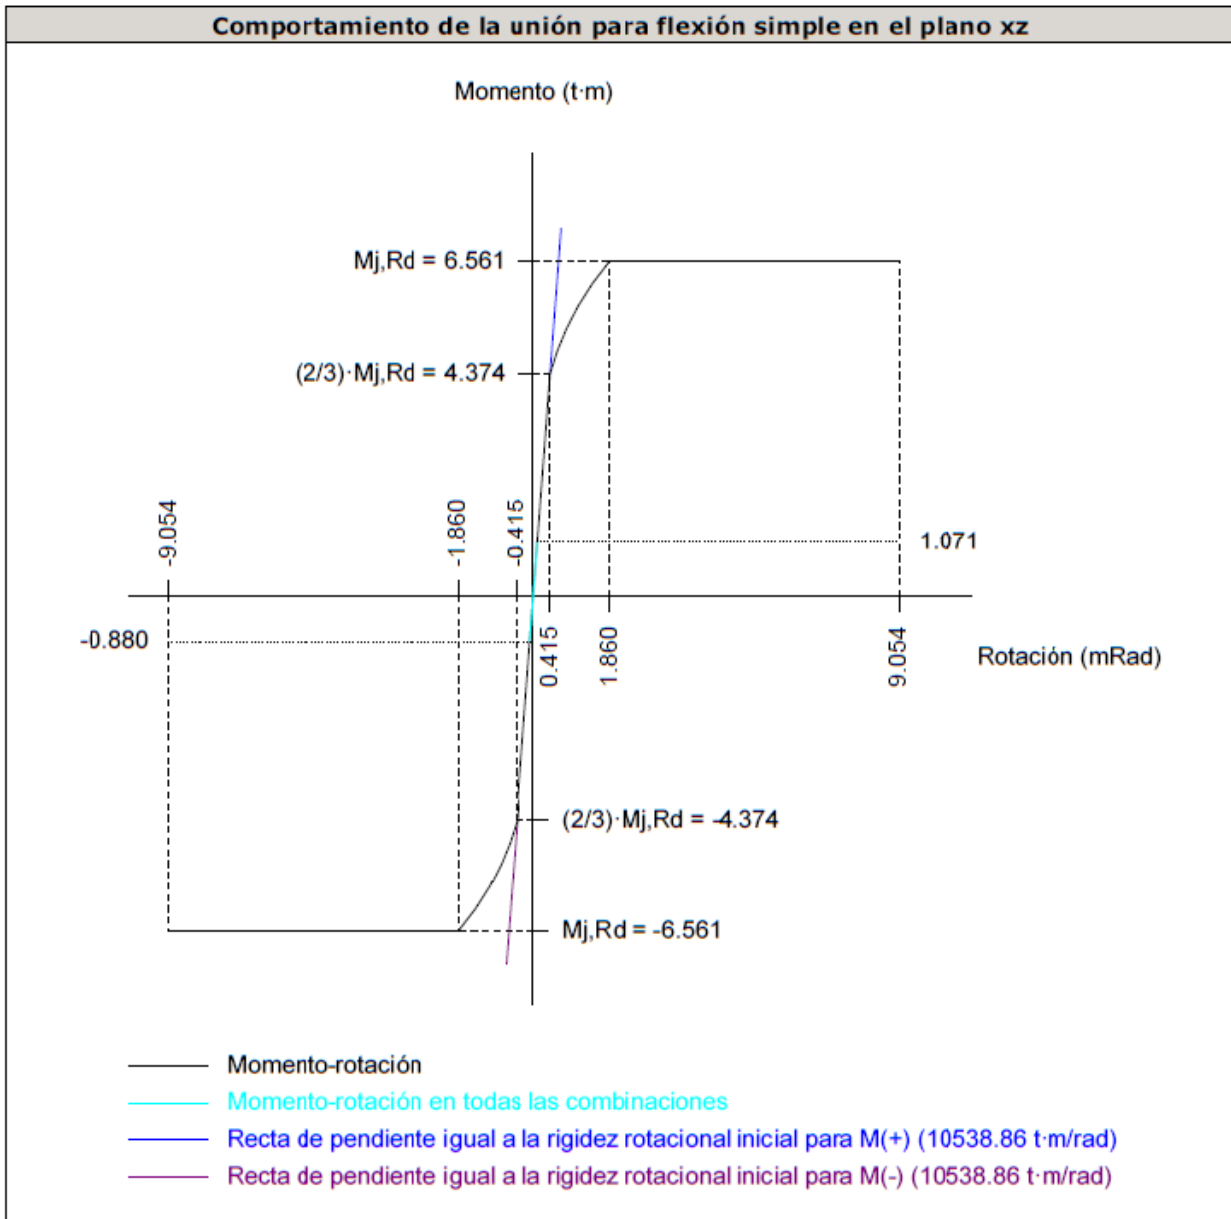 Comportamiento de la unión para flexión simple en el plano xz
Momento (t·m)
Mj,Rd = 6.561
(2/3)·Mj,Rd = 4.374
-9.054
-1.860
-0.415
1.071
-0.880
0.415
1.860
9.054
Rotación (mRad)
(2/3)·Mj,Rd = -4.374
Mj,Rd = -6.561
Momento-rotación
Momento-rotación en todas las combinaciones
Recta de pendiente igual a la rigidez rotacional inicial para M(+) (10538.86 t·m/rad)
Recta de pendiente igual a la rigidez rotacional inicial para M(-) (10538.86 t·m/rad)